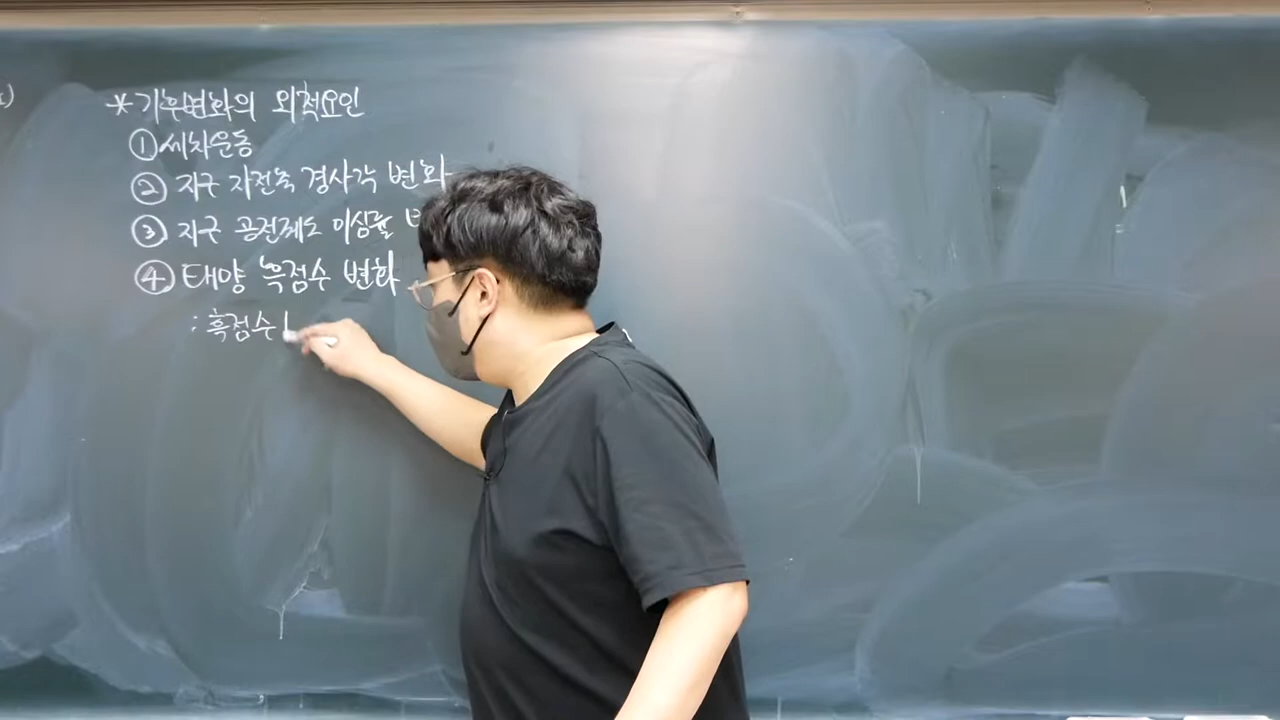 *기후변화의 외적요인
① 세차운동
② 지구 자전축 경사각 변화
③ 지구 공전궤도 이심률
④ 태양 흑점수 변화
: 흑점수